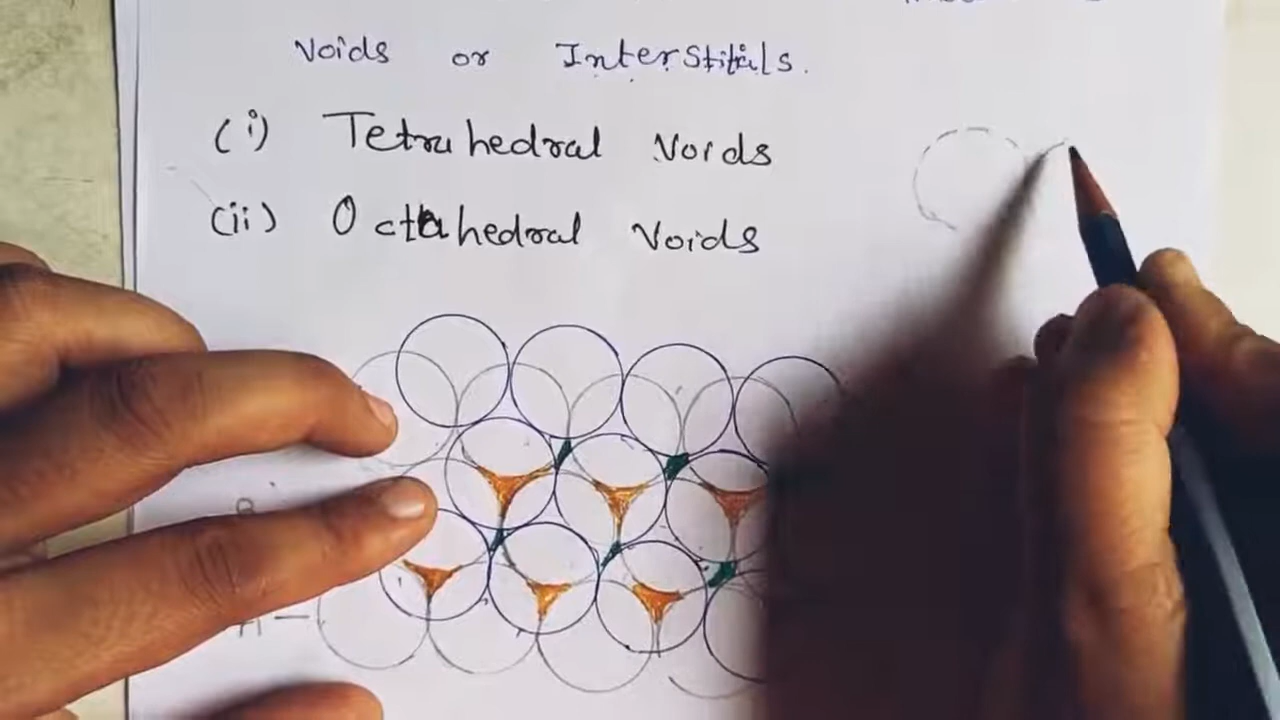 Voids or Interstitials.
(i) Tetrahedral Voids
(ii) Octahedral Voids